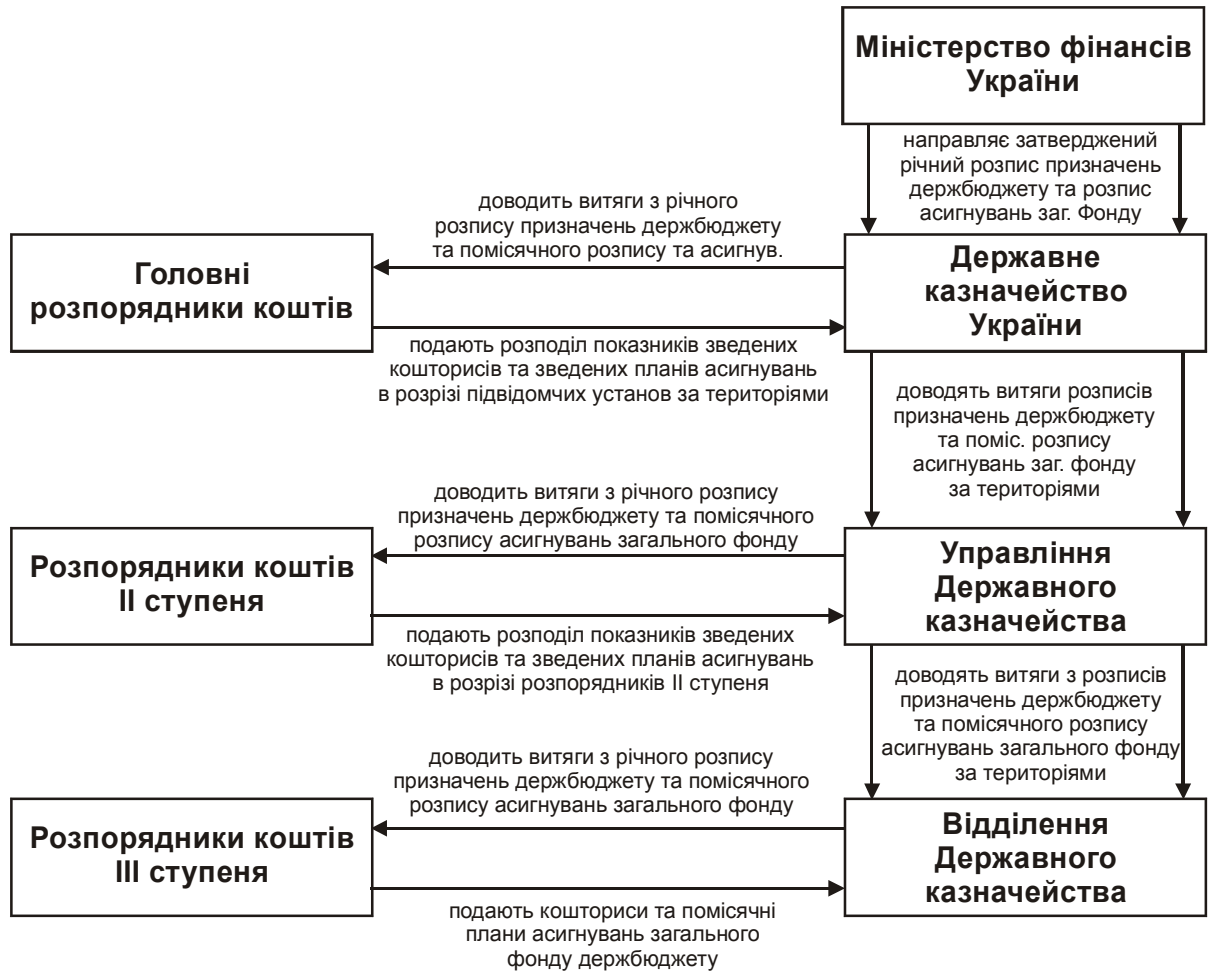 Міністерство фінансів
України
направляє затверджений
річний розпис призначень
держбюджету та розпис
асигнувань заг. Фонду
доводить витяги з річного
розпису призначень держбюджету
та помісячного розпису та асигнув.
Головні
розпорядники коштів
Державне
казначейство
України
подають розподіл показників зведених
кошторисів та зведених планів асигнувань
в розрізі підвідомчих установ за територіями
доводять витяги розписів
призначень держбюджету
та поміс. розпису
асигнувань заг. фонду
за територіями
доводить витяги з річного розпису
призначень держбюджету та помісячного
розпису асигнувань загального фонду
Розпорядники коштів
ІІ ступеня
Управління
Державного
казначейства
подають розподіл показників зведених
кошторисів та зведених планів асигнувань
в розрізі розпорядників ІІ ступеня
доводять витяги з розписів
призначень держбюджету
та помісячного розпису
асигнувань загального фонду
за територіями
доводить витяги з річного розпису
призначень держбюджету та помісячного
розпису асигнувань загального фонду
Розпорядники коштів
ІІІ ступеня
Відділення
Державного
казначейства
подають кошториси та помісячні
плани асигнувань загального
фонду держбюджету